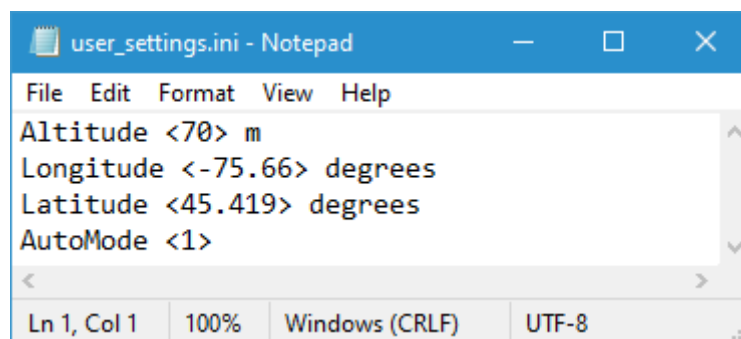 user_settings.ini - Notepad
File Edit Format View Help
Altitude <70> m
Longitude <-75.66> degrees
Latitude <45.419> degrees
AutoMode <1>
Ln 1, Col 1 100% Windows (CRLF) UTF-8